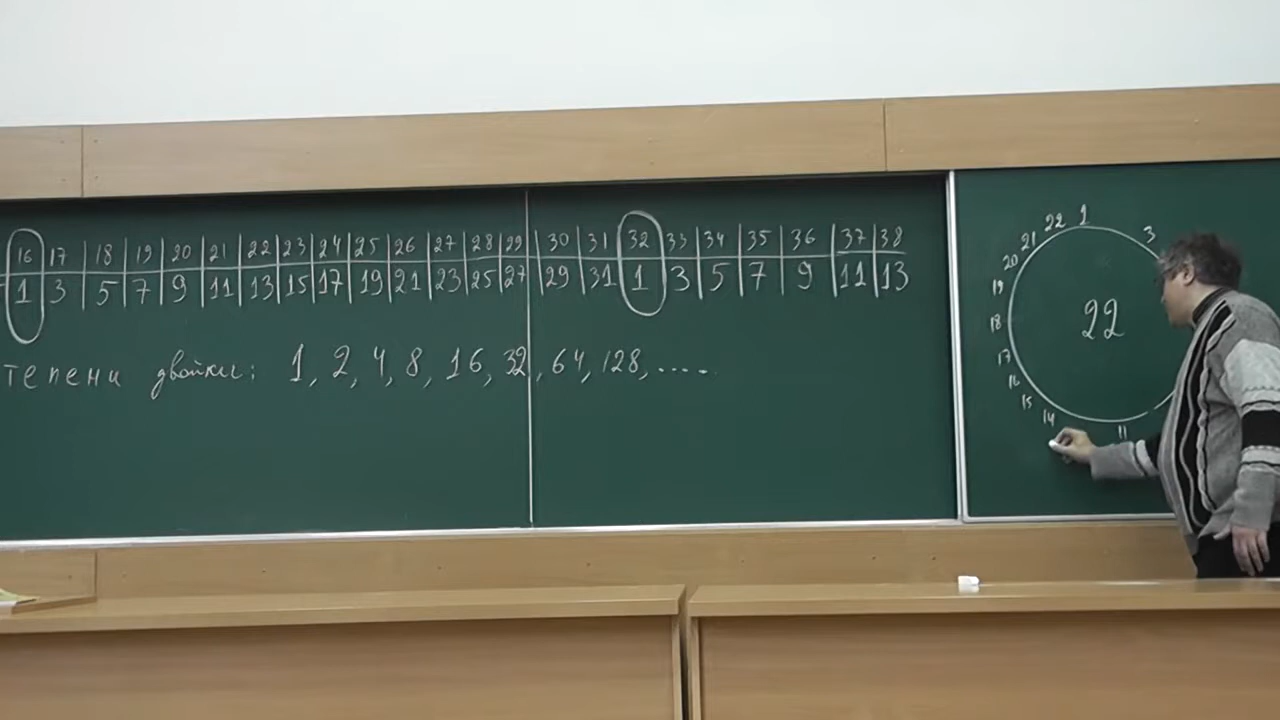 16 17 18 19 20 21 22 23 24 25 26 27 28 29 30 31 32 33 34 35 36 37 38
1 3 5 7 9 11 13 15 17 19 21 23 25 27 29 31 1 3 5 7 9 11 13
тепени двойки: 1, 2, 4, 8, 16, 32, 64, 128, .....
22 1 3
21
20
19
18
17
16
15
14
11
22